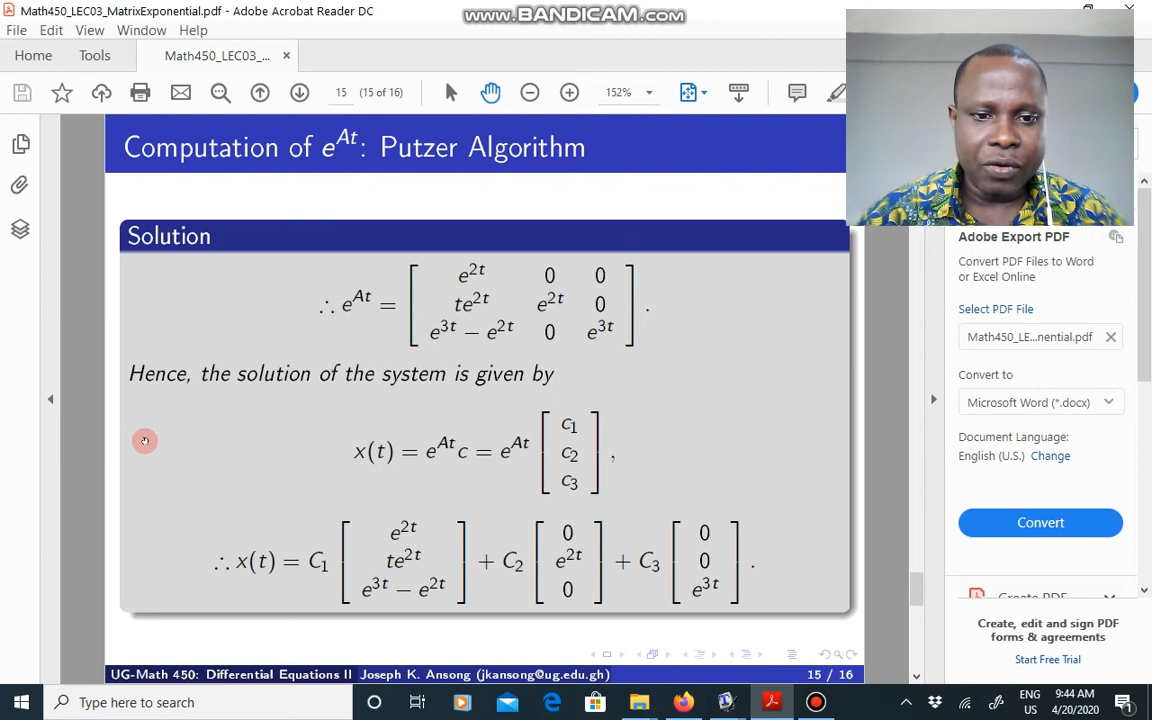 Math450_LEC03_MatrixExponential.pdf - Adobe Acrobat Reader DC
www.BANDICAM.com
File Edit View Window Help
Home Tools Math450_LEC03_... ×
15 (15 of 16) 152%
Computation of e^{At}: Putzer Algorithm
Solution
∴ e^{At} = [ e^{2t} 0 0
te^{2t} e^{2t} 0
e^{3t} − e^{2t} 0 e^{3t} ] .
Hence, the solution of the system is given by
x(t) = e^{At}c = e^{At} [ c₁
c₂
c₃ ] ,
∴ x(t) = C₁ [ e^{2t}
te^{2t}
e^{3t} − e^{2t} ] + C₂ [ 0
e^{2t}
0 ] + C₃ [ 0
0
e^{3t} ] .
UG-Math 450: Differential Equations II Joseph K. Ansong (jkansong@ug.edu.gh) 15 / 16
Adobe Export PDF
Convert PDF Files to Word
or Excel Online
Select PDF File
Math450_LE...nential.pdf ×
Convert to
Microsoft Word (*.docx)
Document Language:
English (U.S.) Change
Convert
Create, edit and sign PDF
forms & agreements
Start Free Trial
Type here to search
ENG
US
9:44 AM
4/20/2020
1